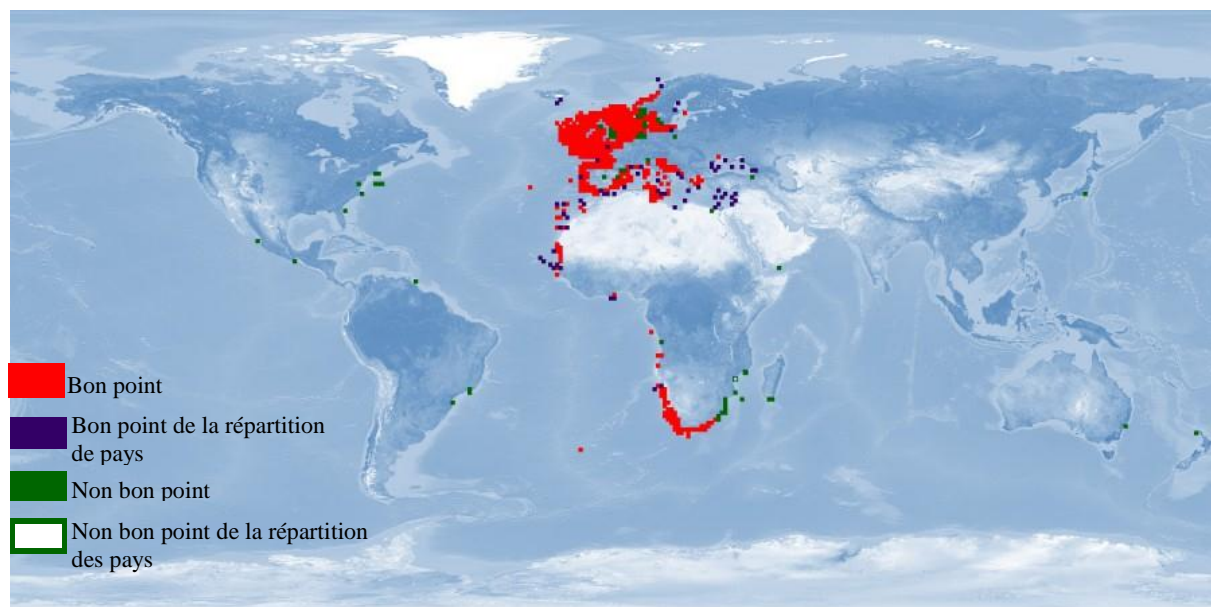 Bon point
Bon point de la répartition
de pays
Non bon point
Non bon point de la répartition
des pays